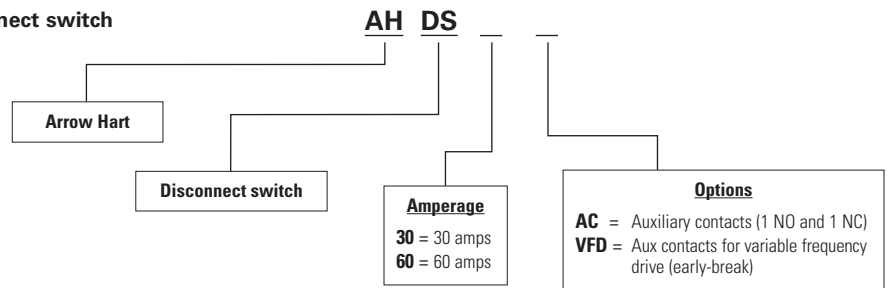 AH DS _ _
Arrow Hart
Disconnect switch
Amperage
30 = 30 amps
60 = 60 amps
Options
AC = Auxiliary contacts (1 NO and 1 NC)
VFD = Aux contacts for variable frequency
drive (early-break)
switch